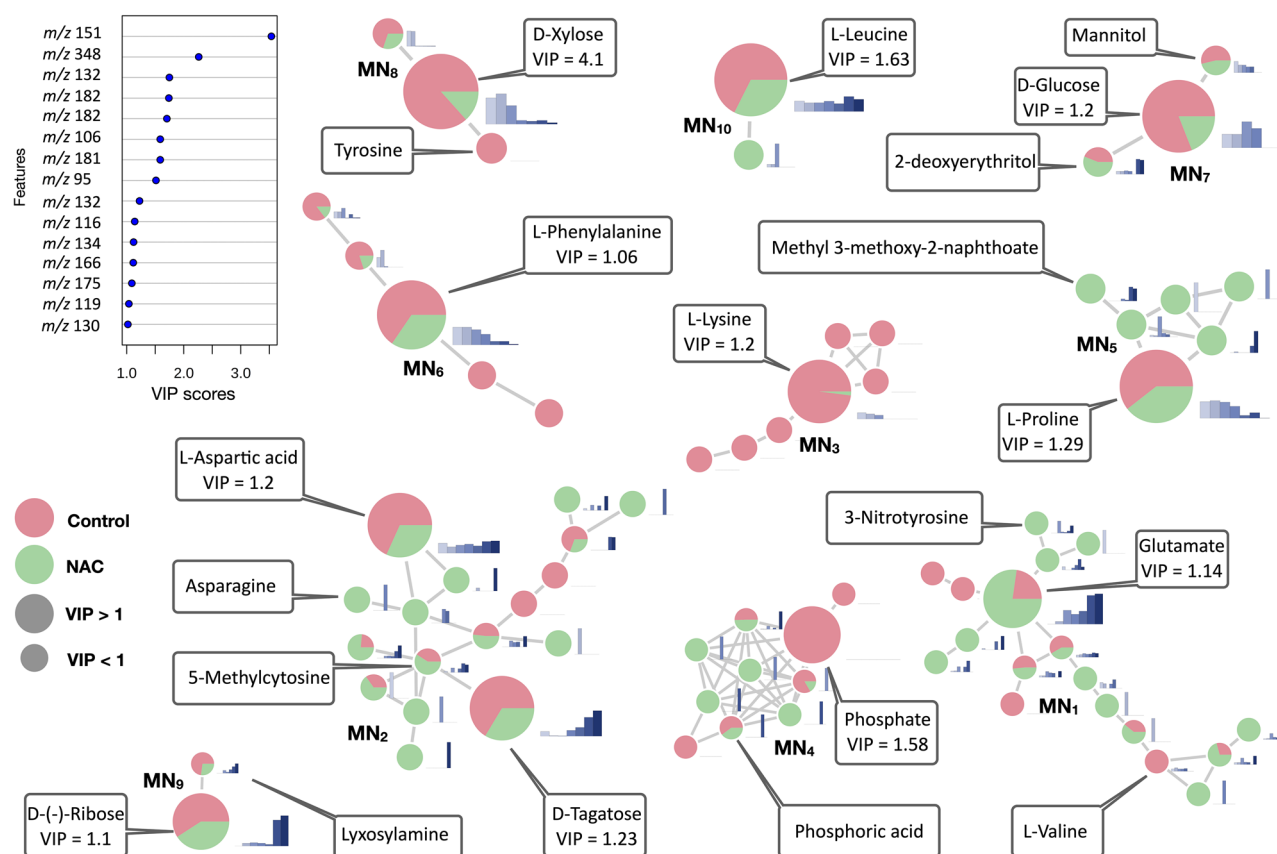 m/z 151
m/z 348
m/z 132
m/z 182
m/z 182
m/z 106
m/z 181
m/z 95
m/z 132
m/z 116
m/z 134
m/z 166
m/z 175
m/z 119
m/z 130
Features
1.0 2.0 3.0
VIP scores
D-Xylose
VIP = 4.1
MN8
Tyrosine
L-Leucine
VIP = 1.63
MN10
Mannitol
D-Glucose
VIP = 1.2
2-deoxyerythritol
MN7
L-Phenylalanine
VIP = 1.06
MN6
Methyl 3-methoxy-2-naphthoate
MN5
L-Proline
VIP = 1.29
L-Lysine
VIP = 1.2
MN3
L-Aspartic acid
VIP = 1.2
Asparagine
5-Methylcytosine
MN2
D-Tagatose
VIP = 1.23
Control
NAC
VIP > 1
VIP < 1
3-Nitrotyrosine
Glutamate
VIP = 1.14
MN1
L-Valine
MN4
Phosphate
VIP = 1.58
Phosphoric acid
MN9
D-(-)-Ribose
VIP = 1.1
Lyxosylamine